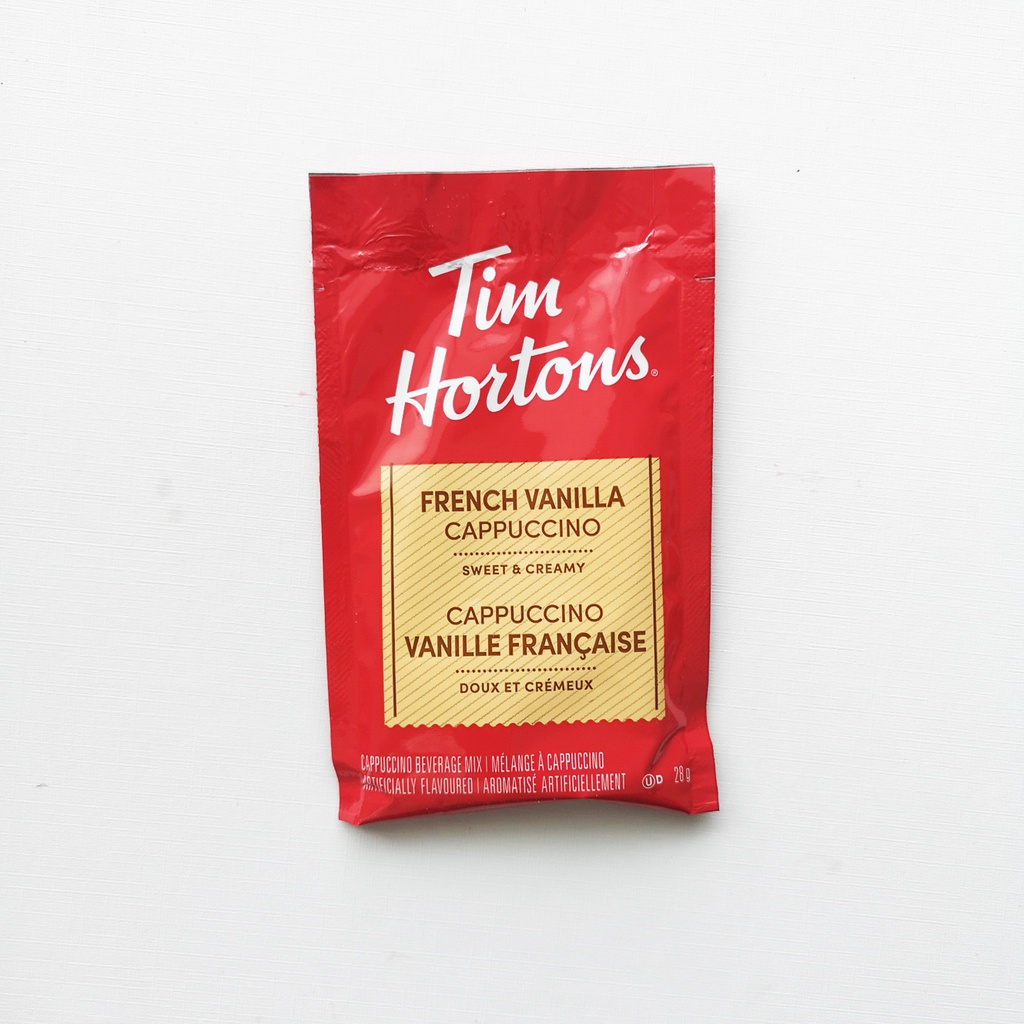 Tim
Hortons®
FRENCH VANILLA
CAPPUCCINO
SWEET & CREAMY
CAPPUCCINO
VANILLE FRANÇAISE
DOUX ET CRÉMEUX
CAPPUCCINO BEVERAGE MIX | MÉLANGE À CAPPUCCINO
ARTIFICIALLY FLAVOURED | AROMATISÉ ARTIFICIELLEMENT Ⓤ D 28 g